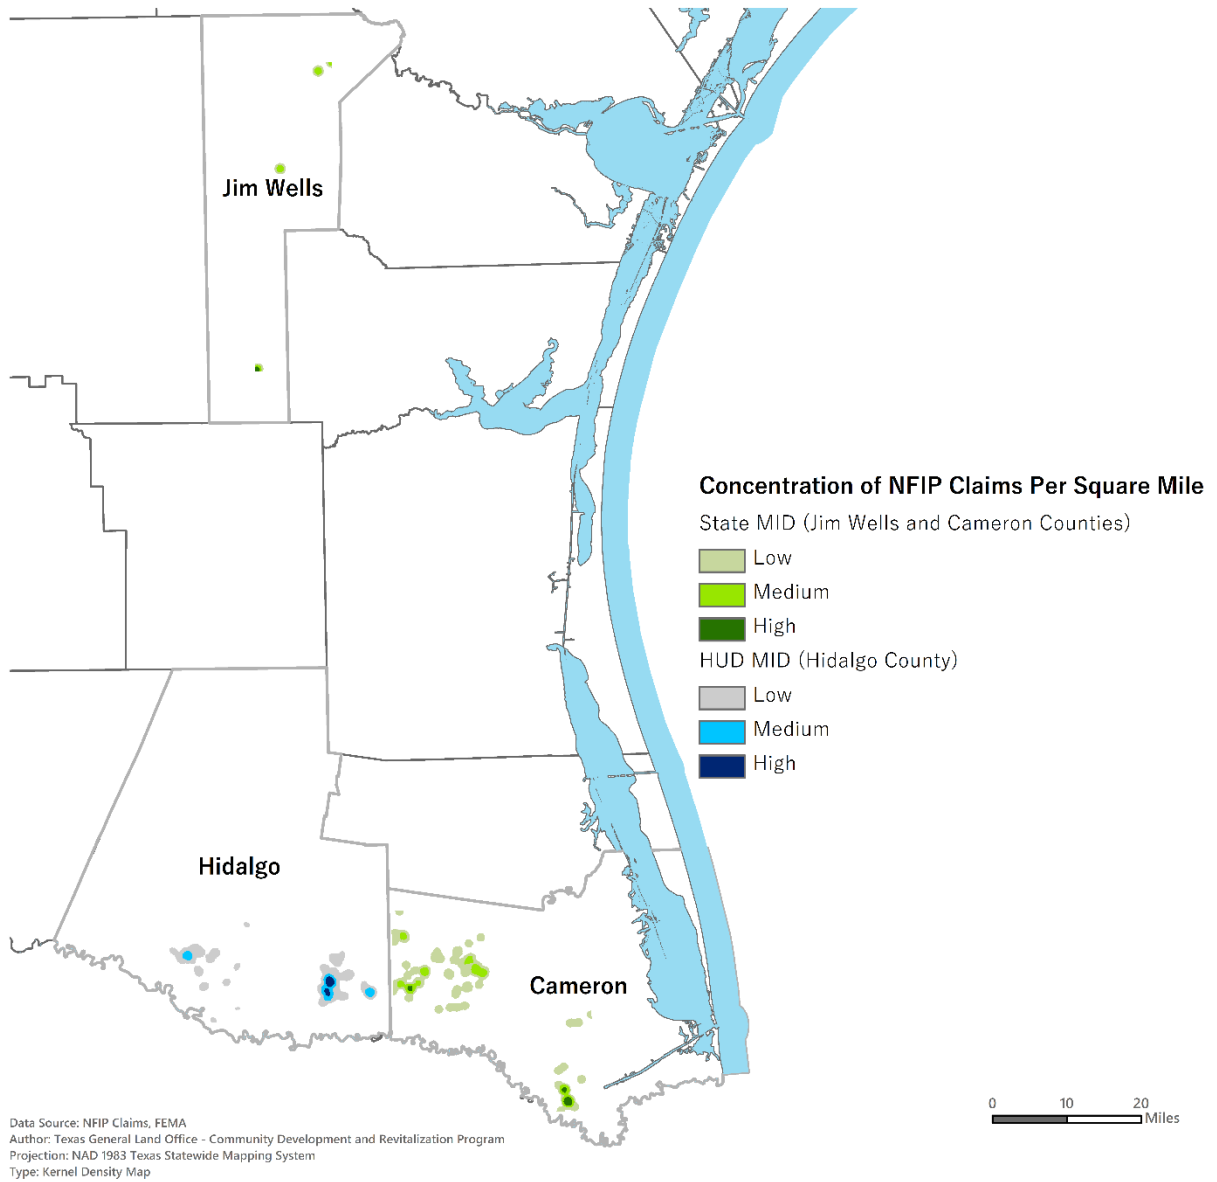 Jim Wells
Concentration of NFIP Claims Per Square Mile
State MID (Jim Wells and Cameron Counties)
Low
Medium
High
HUD MID (Hidalgo County)
Low
Medium
High
Hidalgo
Cameron
0 10 20
Miles
Data Source: NFIP Claims, FEMA
Author: Texas General Land Office - Community Development and Revitalization Program
Projection: NAD 1983 Texas Statewide Mapping System
Type: Kernel Density Map